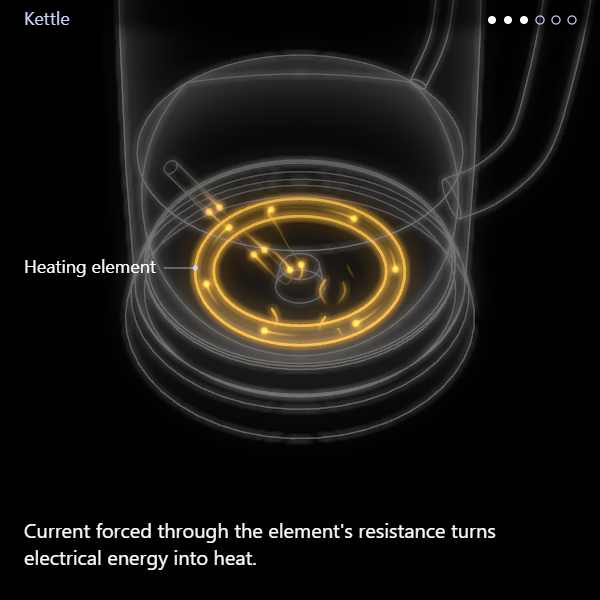 Kettle
Heating element
Current forced through the element's resistance turns
electrical energy into heat.